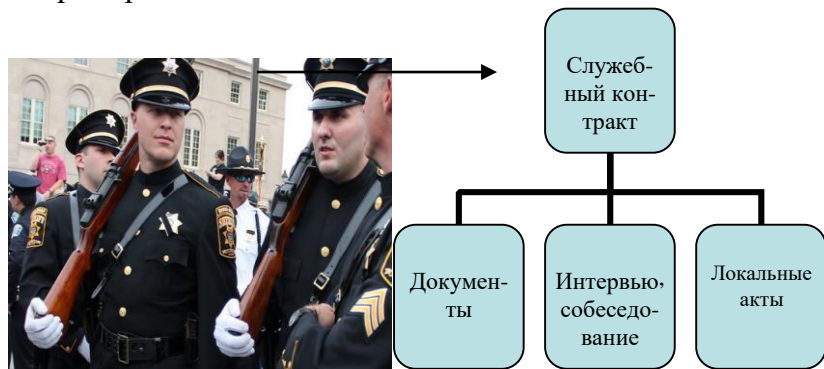 Служеб-
ный кон-
тракт
Докумен-
ты
Интервью,
собеседо-
вание
Локальные
акты